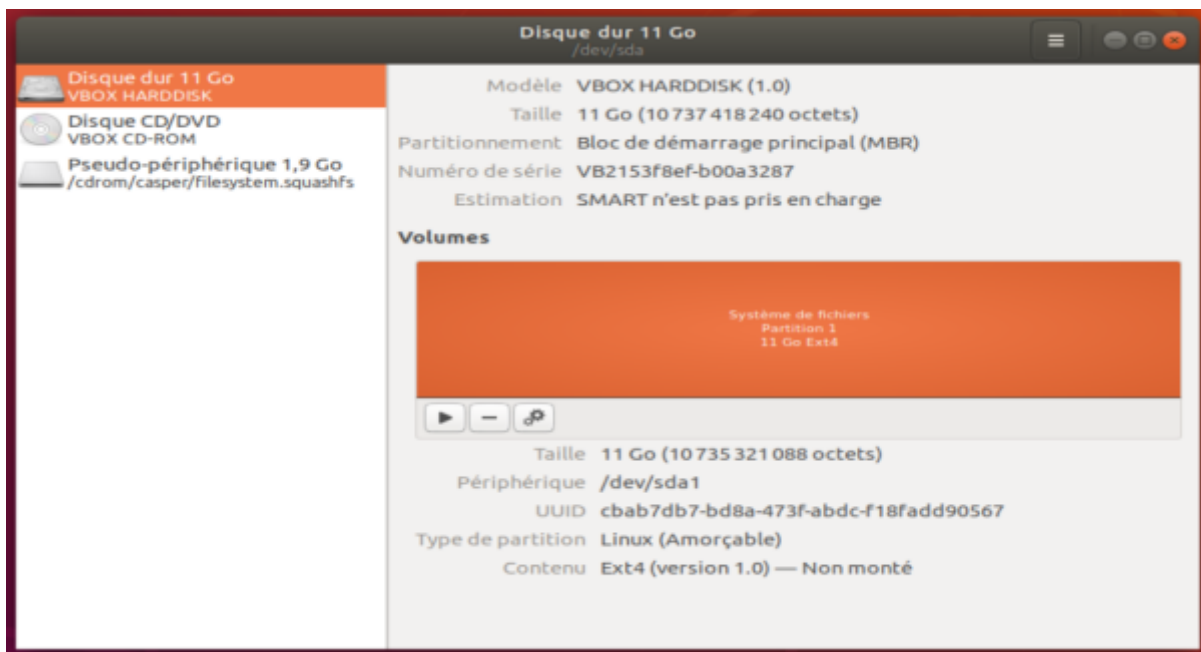 Disque dur 11 Go
/dev/sda
Disque dur 11 Go
VBOX HARDDISK
Disque CD/DVD
VBOX CD-ROM
Pseudo-périphérique 1,9 Go
/cdrom/casper/filesystem.squashfs
Modèle VBOX HARDDISK (1.0)
Taille 11 Go (10 737 418 240 octets)
Partitionnement Bloc de démarrage principal (MBR)
Numéro de série VB2153f8ef-b00a3287
Estimation SMART n'est pas pris en charge
Volumes
Système de fichiers
Partition 1
11 Go Ext4
Taille 11 Go (10 735 321 088 octets)
Périphérique /dev/sda1
UUID cbab7db7-bd8a-473f-abdc-f18fadd90567
Type de partition Linux (Amorçable)
Contenu Ext4 (version 1.0) — Non monté